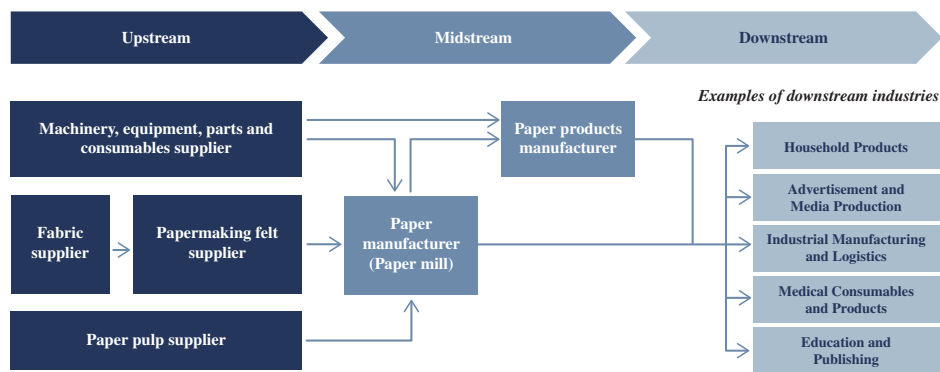 Upstream
Midstream
Downstream
Examples of downstream industries
Machinery, equipment, parts and
consumables supplier
Paper products
manufacturer
Household Products
Advertisement and
Media Production
Fabric
supplier
Papermaking felt
supplier
Paper
manufacturer
(Paper mill)
Industrial Manufacturing
and Logistics
Medical Consumables
and Products
Paper pulp supplier
Education and
Publishing